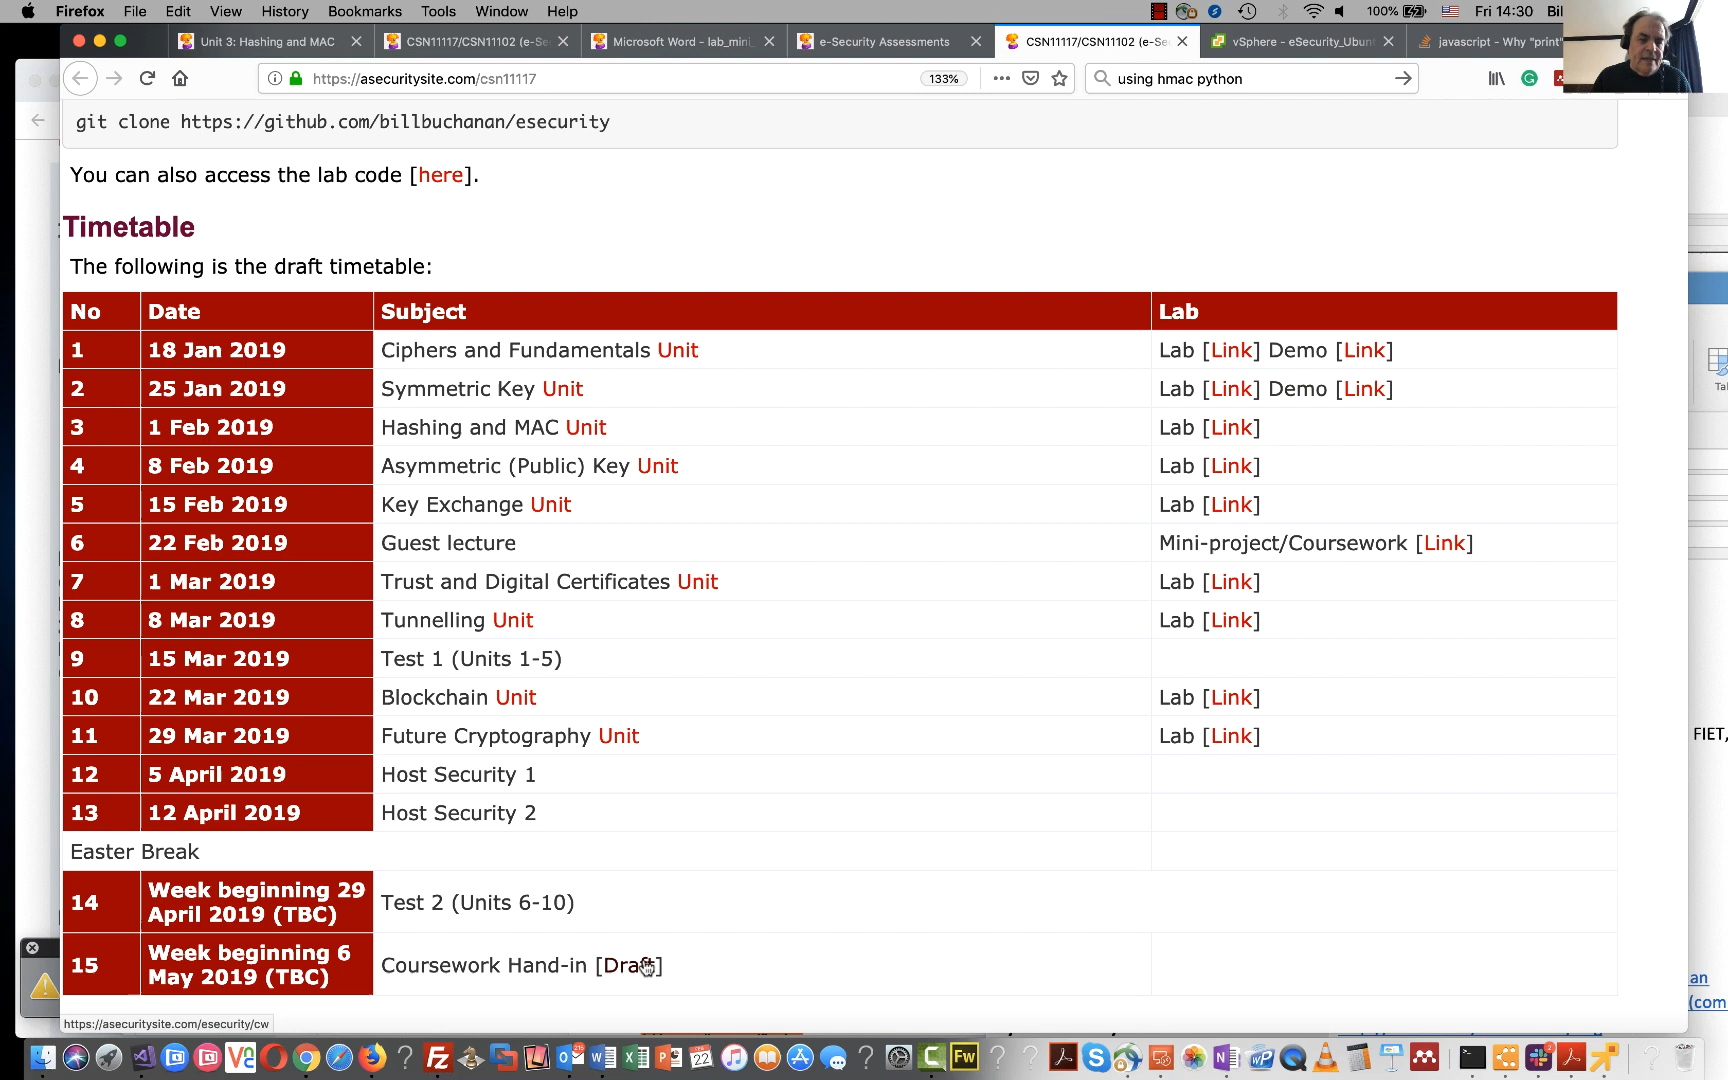 Firefox File Edit View History Bookmarks Tools Window Help 100% Fri 14:30 Bil
Unit 3: Hashing and MAC CSN11117/CSN11102 (e-Se Microsoft Word - lab_mini_ e-Security Assessments CSN11117/CSN11102 (e-Se vSphere - eSecurity_Ubunt javascript - Why "print"
https://asecuritysite.com/csn11117 133% using hmac python
git clone https://github.com/billbuchanan/esecurity
You can also access the lab code [here].
Timetable
The following is the draft timetable:
No Date Subject Lab
1 18 Jan 2019 Ciphers and Fundamentals Unit Lab [Link] Demo [Link]
2 25 Jan 2019 Symmetric Key Unit Lab [Link] Demo [Link]
3 1 Feb 2019 Hashing and MAC Unit Lab [Link]
4 8 Feb 2019 Asymmetric (Public) Key Unit Lab [Link]
5 15 Feb 2019 Key Exchange Unit Lab [Link]
6 22 Feb 2019 Guest lecture Mini-project/Coursework [Link]
7 1 Mar 2019 Trust and Digital Certificates Unit Lab [Link]
8 8 Mar 2019 Tunnelling Unit Lab [Link]
9 15 Mar 2019 Test 1 (Units 1-5)
10 22 Mar 2019 Blockchain Unit Lab [Link]
11 29 Mar 2019 Future Cryptography Unit Lab [Link]
12 5 April 2019 Host Security 1
13 12 April 2019 Host Security 2
Easter Break
14 Week beginning 29
April 2019 (TBC) Test 2 (Units 6-10)
15 Week beginning 6
May 2019 (TBC) Coursework Hand-in [Draft]
https://asecuritysite.com/esecurity/cw
Tal
FIET,
an
(com